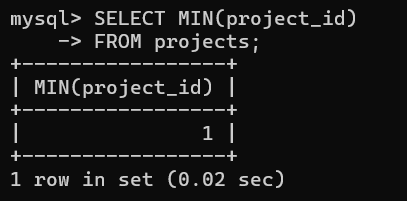 mysql> SELECT MIN(project_id)
    -> FROM projects;
+-----------------+
| MIN(project_id) |
+-----------------+
|               1 |
+-----------------+
1 row in set (0.02 sec)